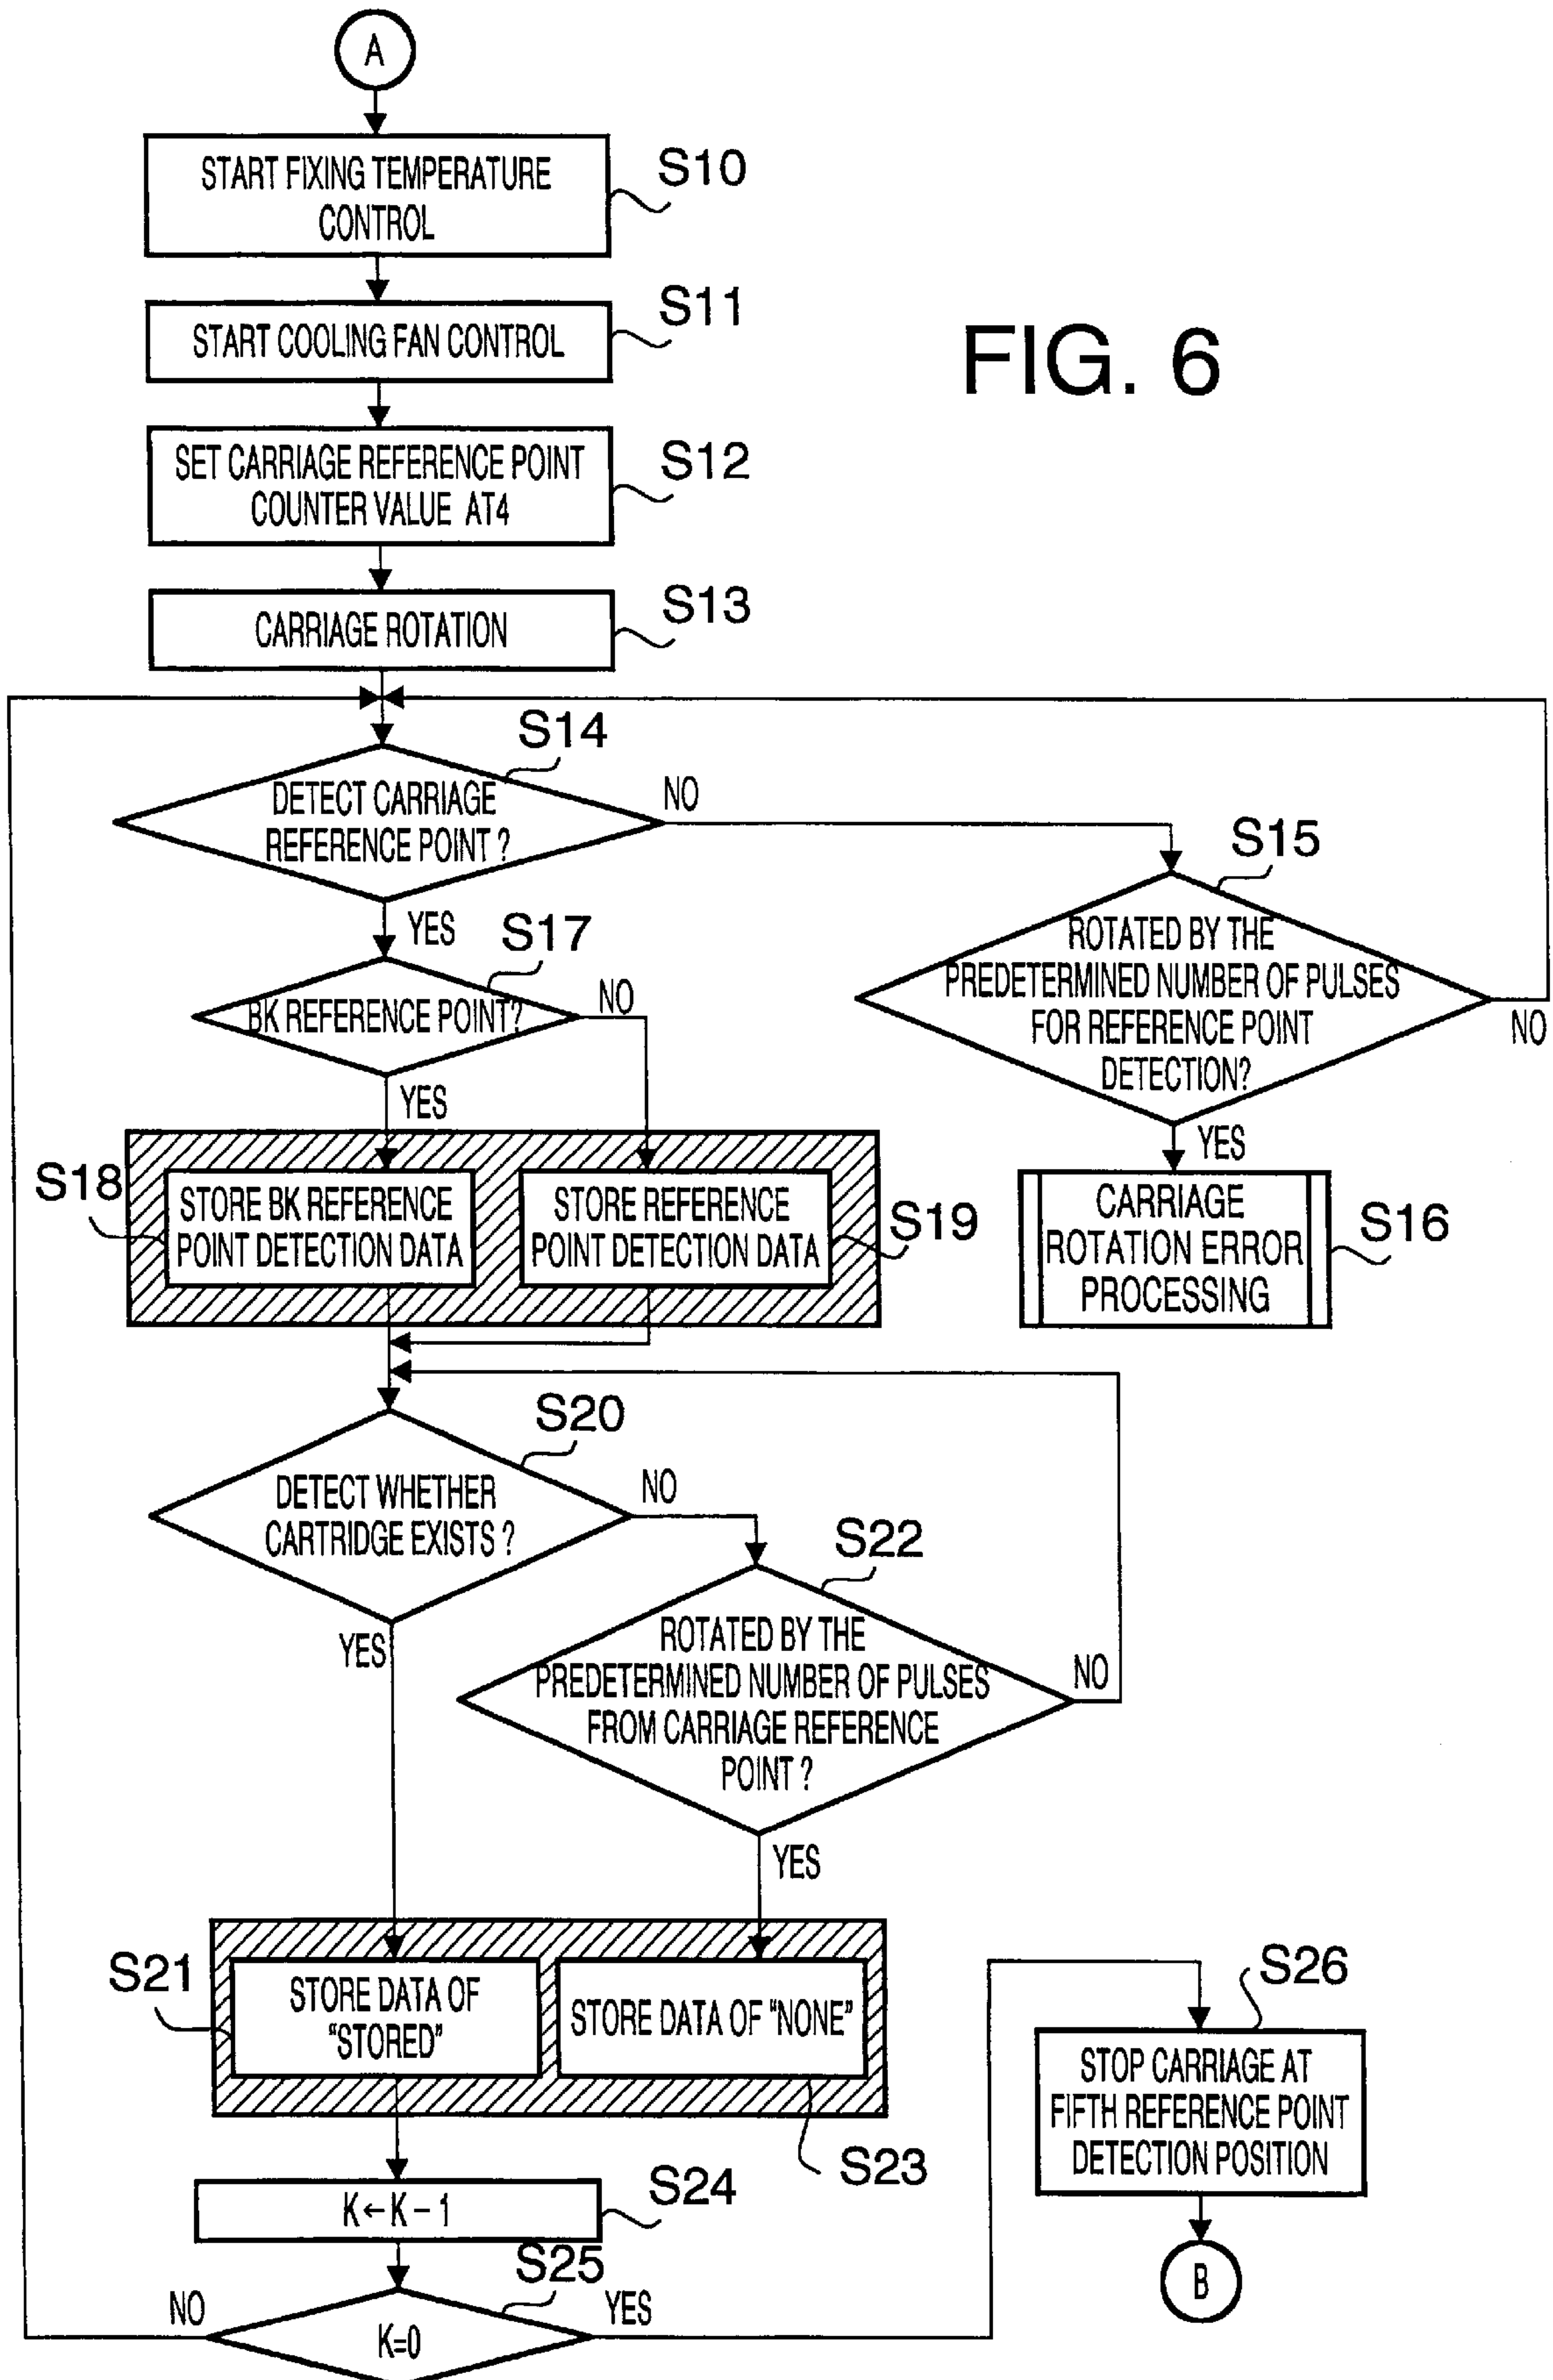 A
START FIXING TEMPERATURE
CONTROL
S10
START COOLING FAN CONTROL
S11
FIG. 6
SET CARRIAGE REFERENCE POINT
COUNTER VALUE AT4
S12
CARRIAGE ROTATION
S13
S14
DETECT CARRIAGE
REFERENCE POINT ?
NO
YES
S15
ROTATED BY THE
PREDETERMINED NUMBER OF PULSES
FOR REFERENCE POINT
DETECTION?
NO
YES
S17
BK REFERENCE POINT?
NO
YES
S18
STORE BK REFERENCE
POINT DETECTION DATA
STORE REFERENCE
POINT DETECTION DATA
S19
CARRIAGE
ROTATION ERROR
PROCESSING
S16
S20
DETECT WHETHER
CARTRIDGE EXISTS ?
NO
YES
S22
ROTATED BY THE
PREDETERMINED NUMBER OF PULSES
FROM CARRIAGE REFERENCE
POINT ?
NO
YES
S21
STORE DATA OF
"STORED"
STORE DATA OF "NONE"
S23
S26
STOP CARRIAGE AT
FIFTH REFERENCE POINT
DETECTION POSITION
B
K←K-1
S24
S25
K=0
NO
YES